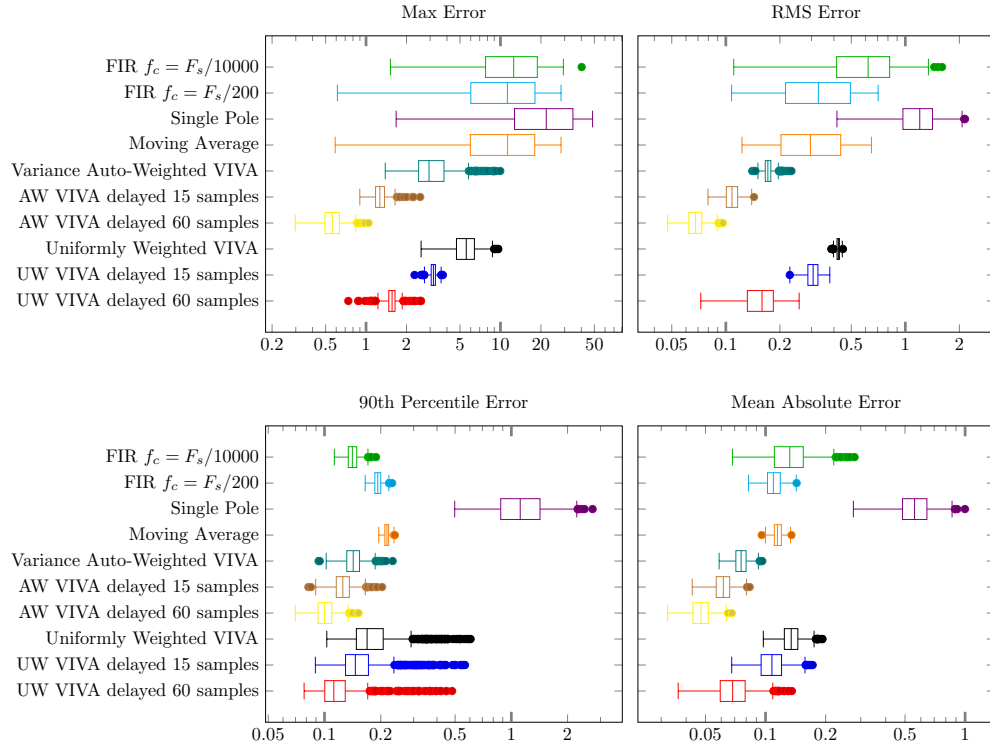 Max Error
RMS Error
FIR f_c = F_s/10000
FIR f_c = F_s/200
Single Pole
Moving Average
Variance Auto-Weighted VIVA
AW VIVA delayed 15 samples
AW VIVA delayed 60 samples
Uniformly Weighted VIVA
UW VIVA delayed 15 samples
UW VIVA delayed 60 samples
0.2 0.5 1 2 5 10 20 50
0.05 0.1 0.2 0.5 1 2
90th Percentile Error
Mean Absolute Error
FIR f_c = F_s/10000
FIR f_c = F_s/200
Single Pole
Moving Average
Variance Auto-Weighted VIVA
AW VIVA delayed 15 samples
AW VIVA delayed 60 samples
Uniformly Weighted VIVA
UW VIVA delayed 15 samples
UW VIVA delayed 60 samples
0.05 0.1 0.2 0.5 1 2
0.05 0.1 0.2 0.5 1